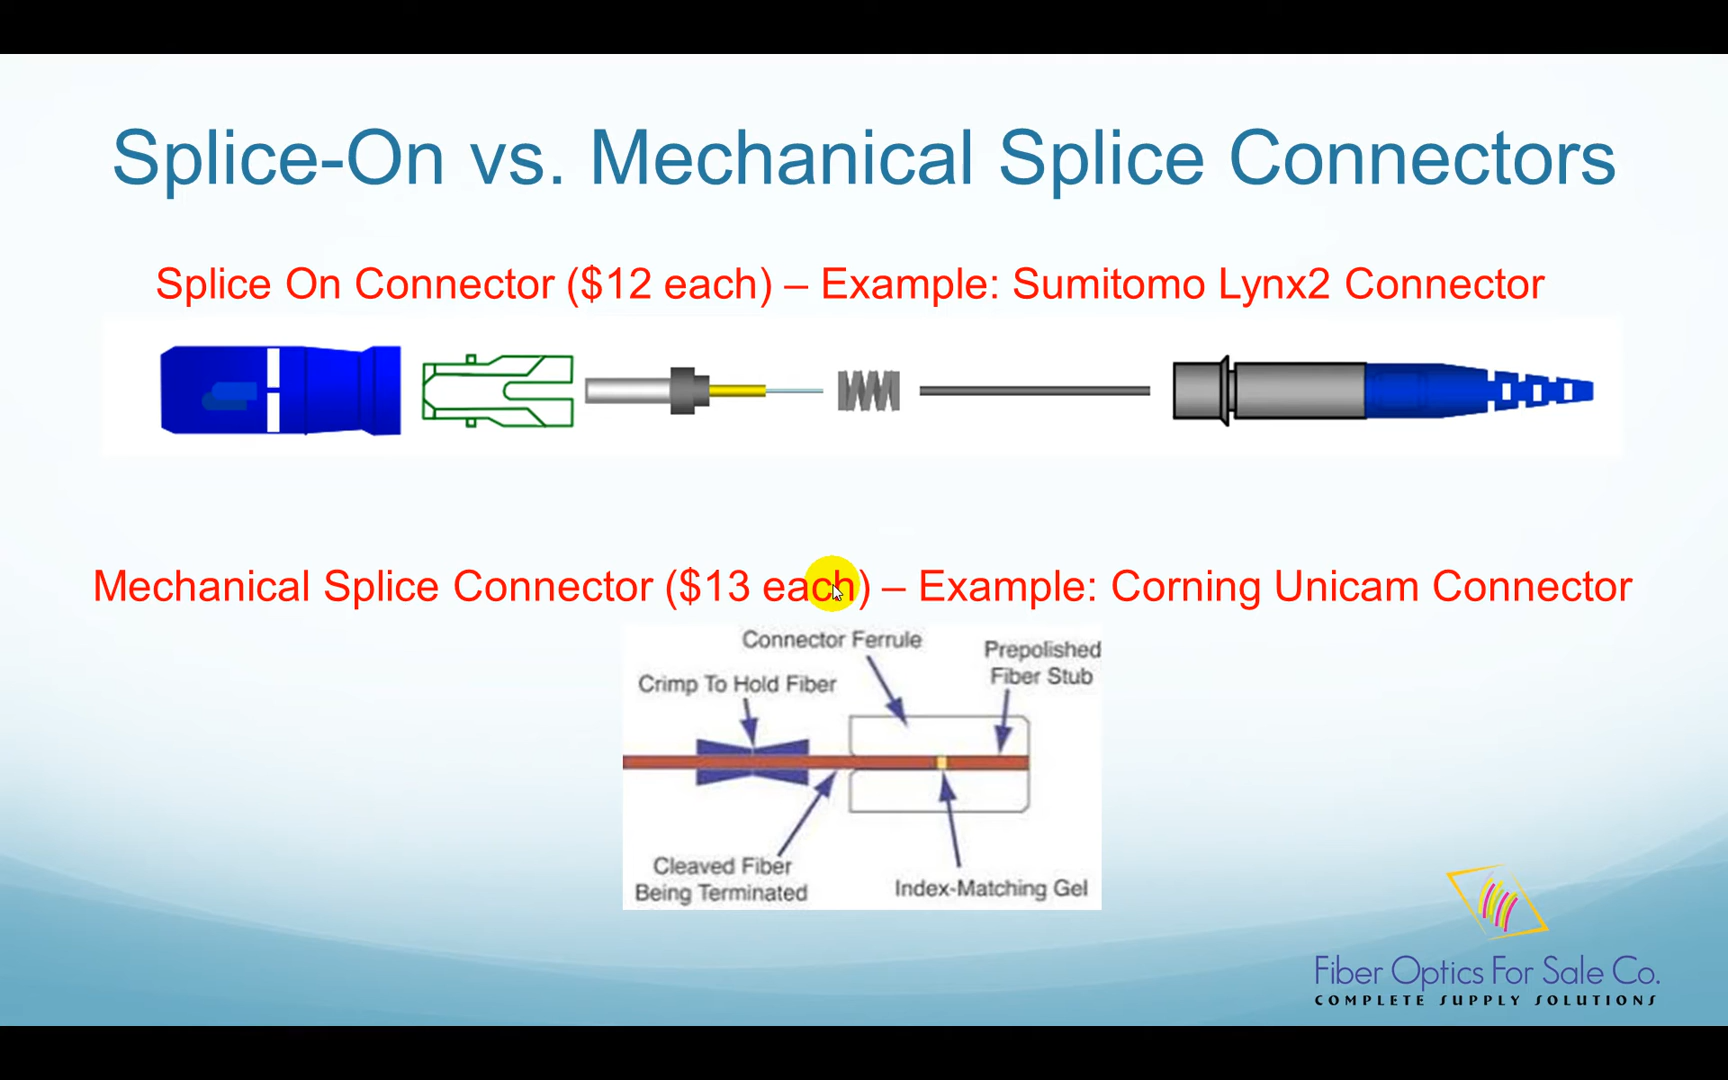 Splice-On vs. Mechanical Splice Connectors
Splice On Connector ($12 each) – Example: Sumitomo Lynx2 Connector
Mechanical Splice Connector ($13 each) – Example: Corning Unicam Connector
Connector Ferrule
Prepolished
Fiber Stub
Crimp To Hold Fiber
Cleaved Fiber
Being Terminated
Index-Matching Gel
Fiber Optics For Sale Co.
COMPLETE SUPPLY SOLUTIONS